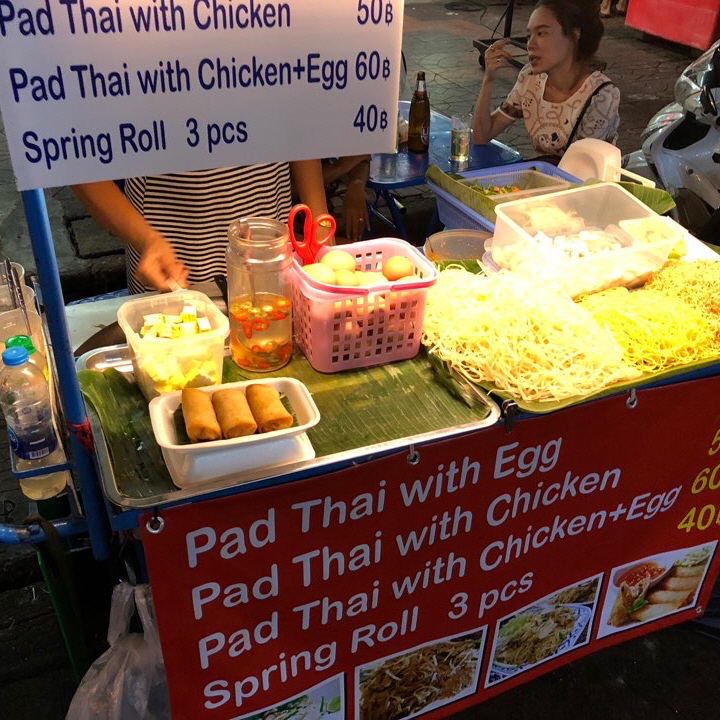 Pad Thai with Chicken 50฿
Pad Thai with Chicken+Egg 60฿
Spring Roll 3 pcs 40฿
Pad Thai with Egg
Pad Thai with Chicken
Pad Thai with Chicken+Egg
Spring Roll 3 pcs
5
60
40฿